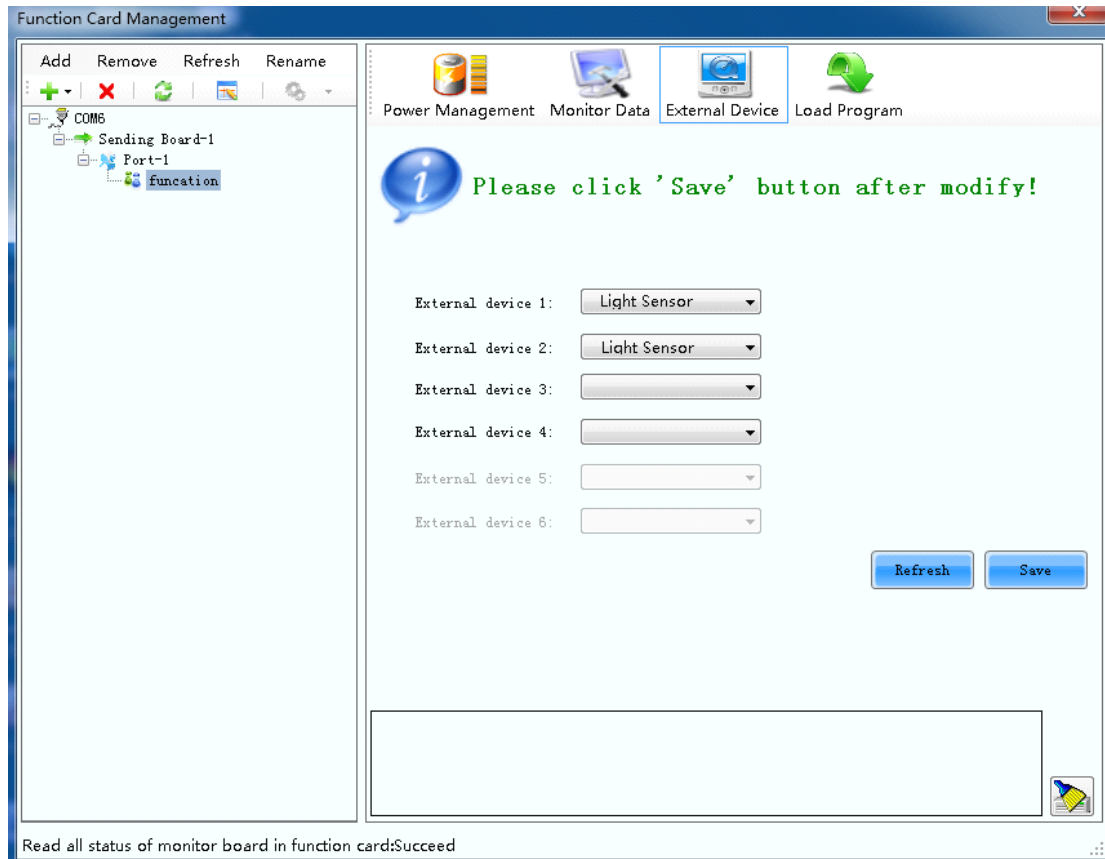 Function Card Management
Add Remove Refresh Rename
COM6
Sending Board-1
Port-1
funcation
Power Management Monitor Data External Device Load Program
Please click 'Save' button after modify!
External device 1: Light Sensor
External device 2: Light Sensor
External device 3:
External device 4:
External device 5:
External device 6:
Refresh Save
Read all status of monitor board in function card:Succeed